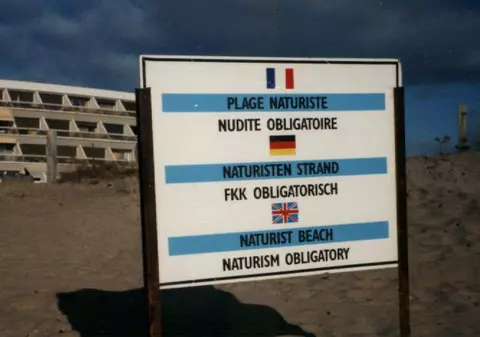 PLAGE NATURISTE
NUDITE OBLIGATOIRE
NATURISTEN STRAND
FKK OBLIGATORISCH
NATURIST BEACH
NATURISM OBLIGATORY